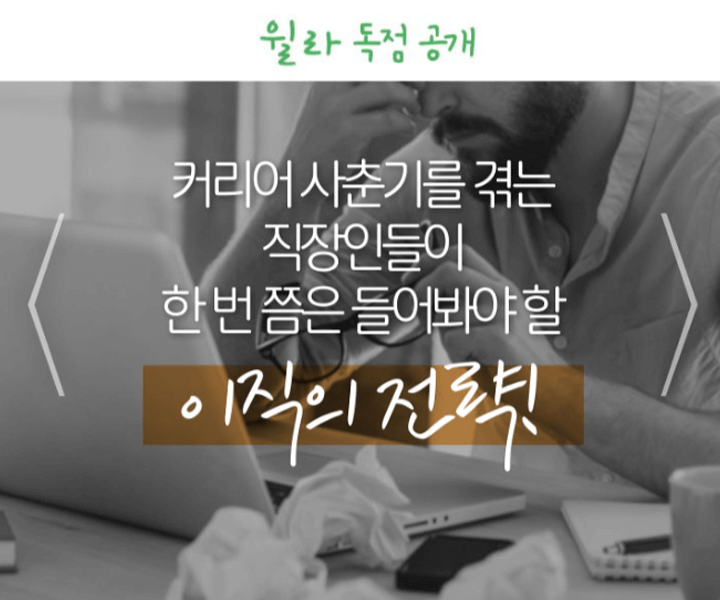 윌라 독점 공개
커리어 사춘기를 겪는
직장인들이
한 번 쯤은 들어봐야 할
이직의 전략!